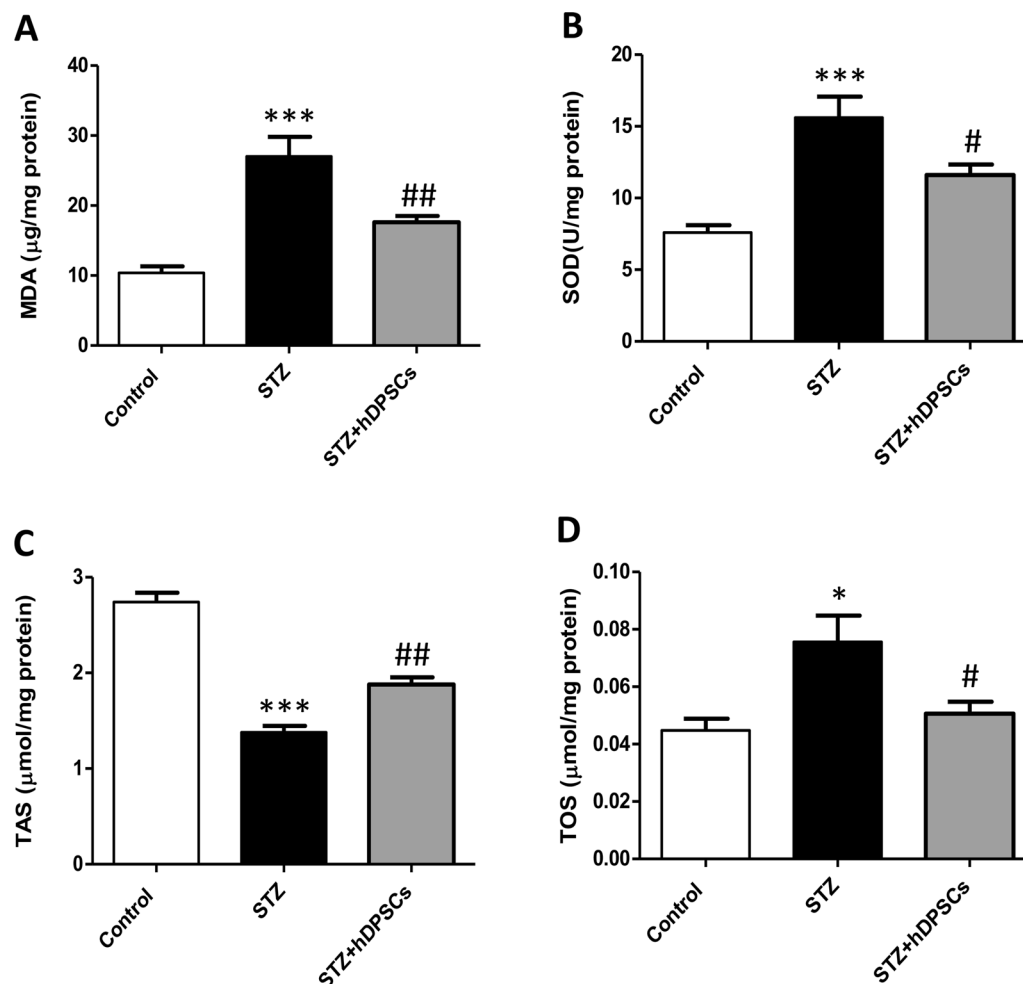 A
MDA (μg/mg protein)
40
30
20
10
0
***
##
Control
STZ
STZ+hDPSCs
B
SOD(U/mg protein)
20
15
10
5
0
***
#
Control
STZ
STZ+hDPSCs
C
TAS (μmol/mg protein)
3
2
1
0
***
##
Control
STZ
STZ+hDPSCs
D
TOS (μmol/mg protein)
0.10
0.08
0.06
0.04
0.02
0.00
*
#
Control
STZ
STZ+hDPSCs